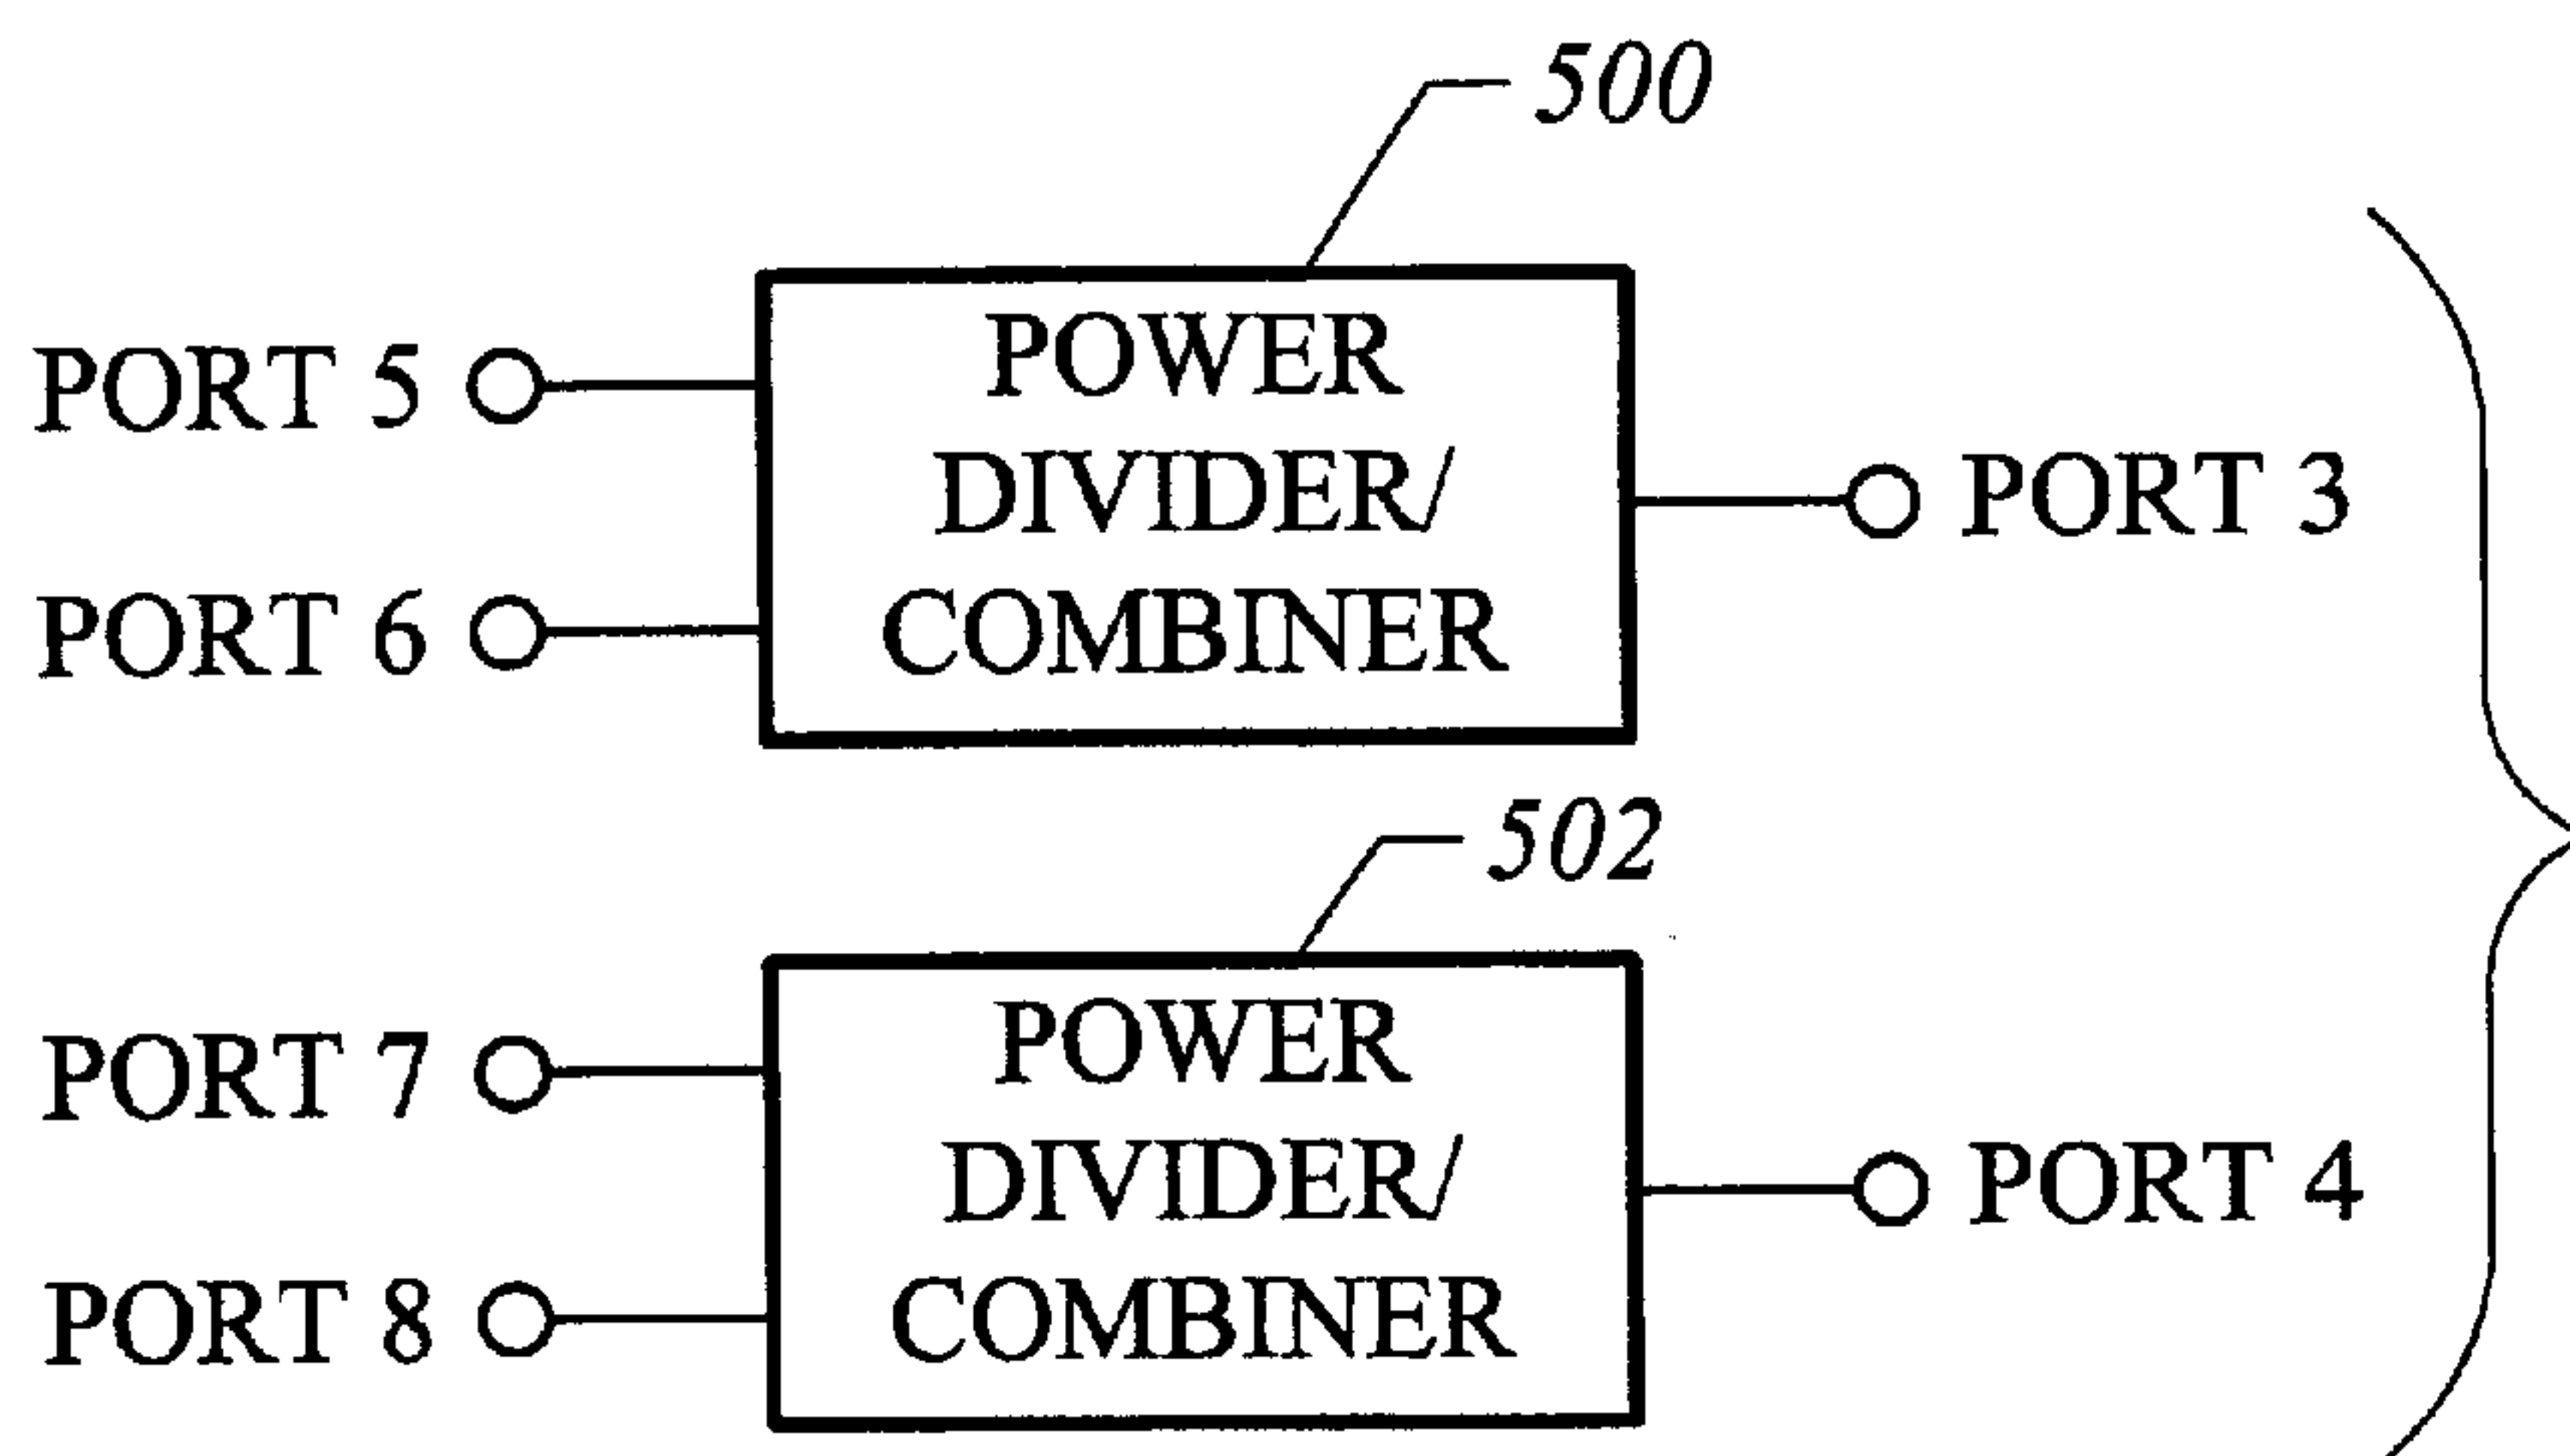 500
PORT 5
POWER
DIVIDER/
COMBINER
PORT 6
PORT 3
502
PORT 7
POWER
DIVIDER/
COMBINER
PORT 8
PORT 4